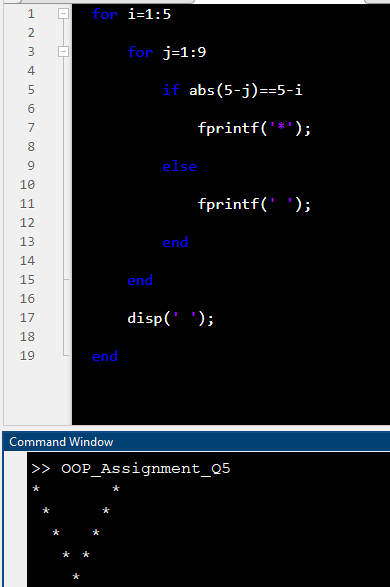 1 for i=1:5
2
3 for j=1:9
4
5 if abs(5-j)==5-i
6
7 fprintf('*');
8
9 else
10
11 fprintf(' ');
12
13 end
14
15 end
16
17 disp(' ');
18
19 end
Command Window
>> OOP_Assignment_Q5
*       *
 *     *
  *   *
   * *
    *